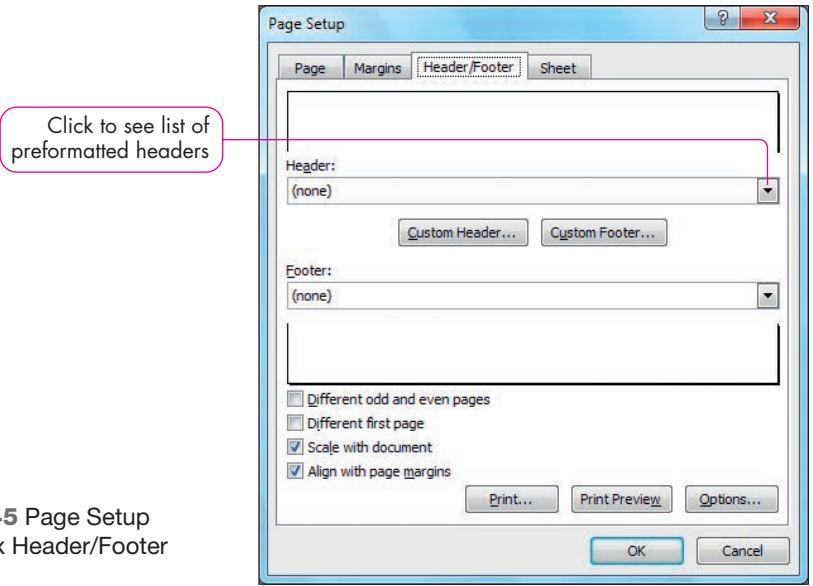 Page Setup
Page Margins Header/Footer Sheet
Click to see list of
preformatted headers
Header:
(none)
Custom Header... Custom Footer...
Footer:
(none)
Different odd and even pages
Different first page
Scale with document
Align with page margins
Print... Print Preview Options...
45 Page Setup
x Header/Footer
OK Cancel